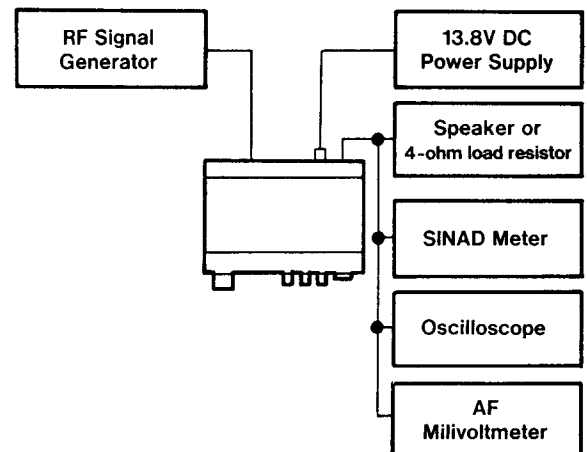 RF Signal
Generator
13.8V DC
Power Supply
Speaker or
4-ohm load resistor
SINAD Meter
Oscilloscope
AF
Milivoltmeter